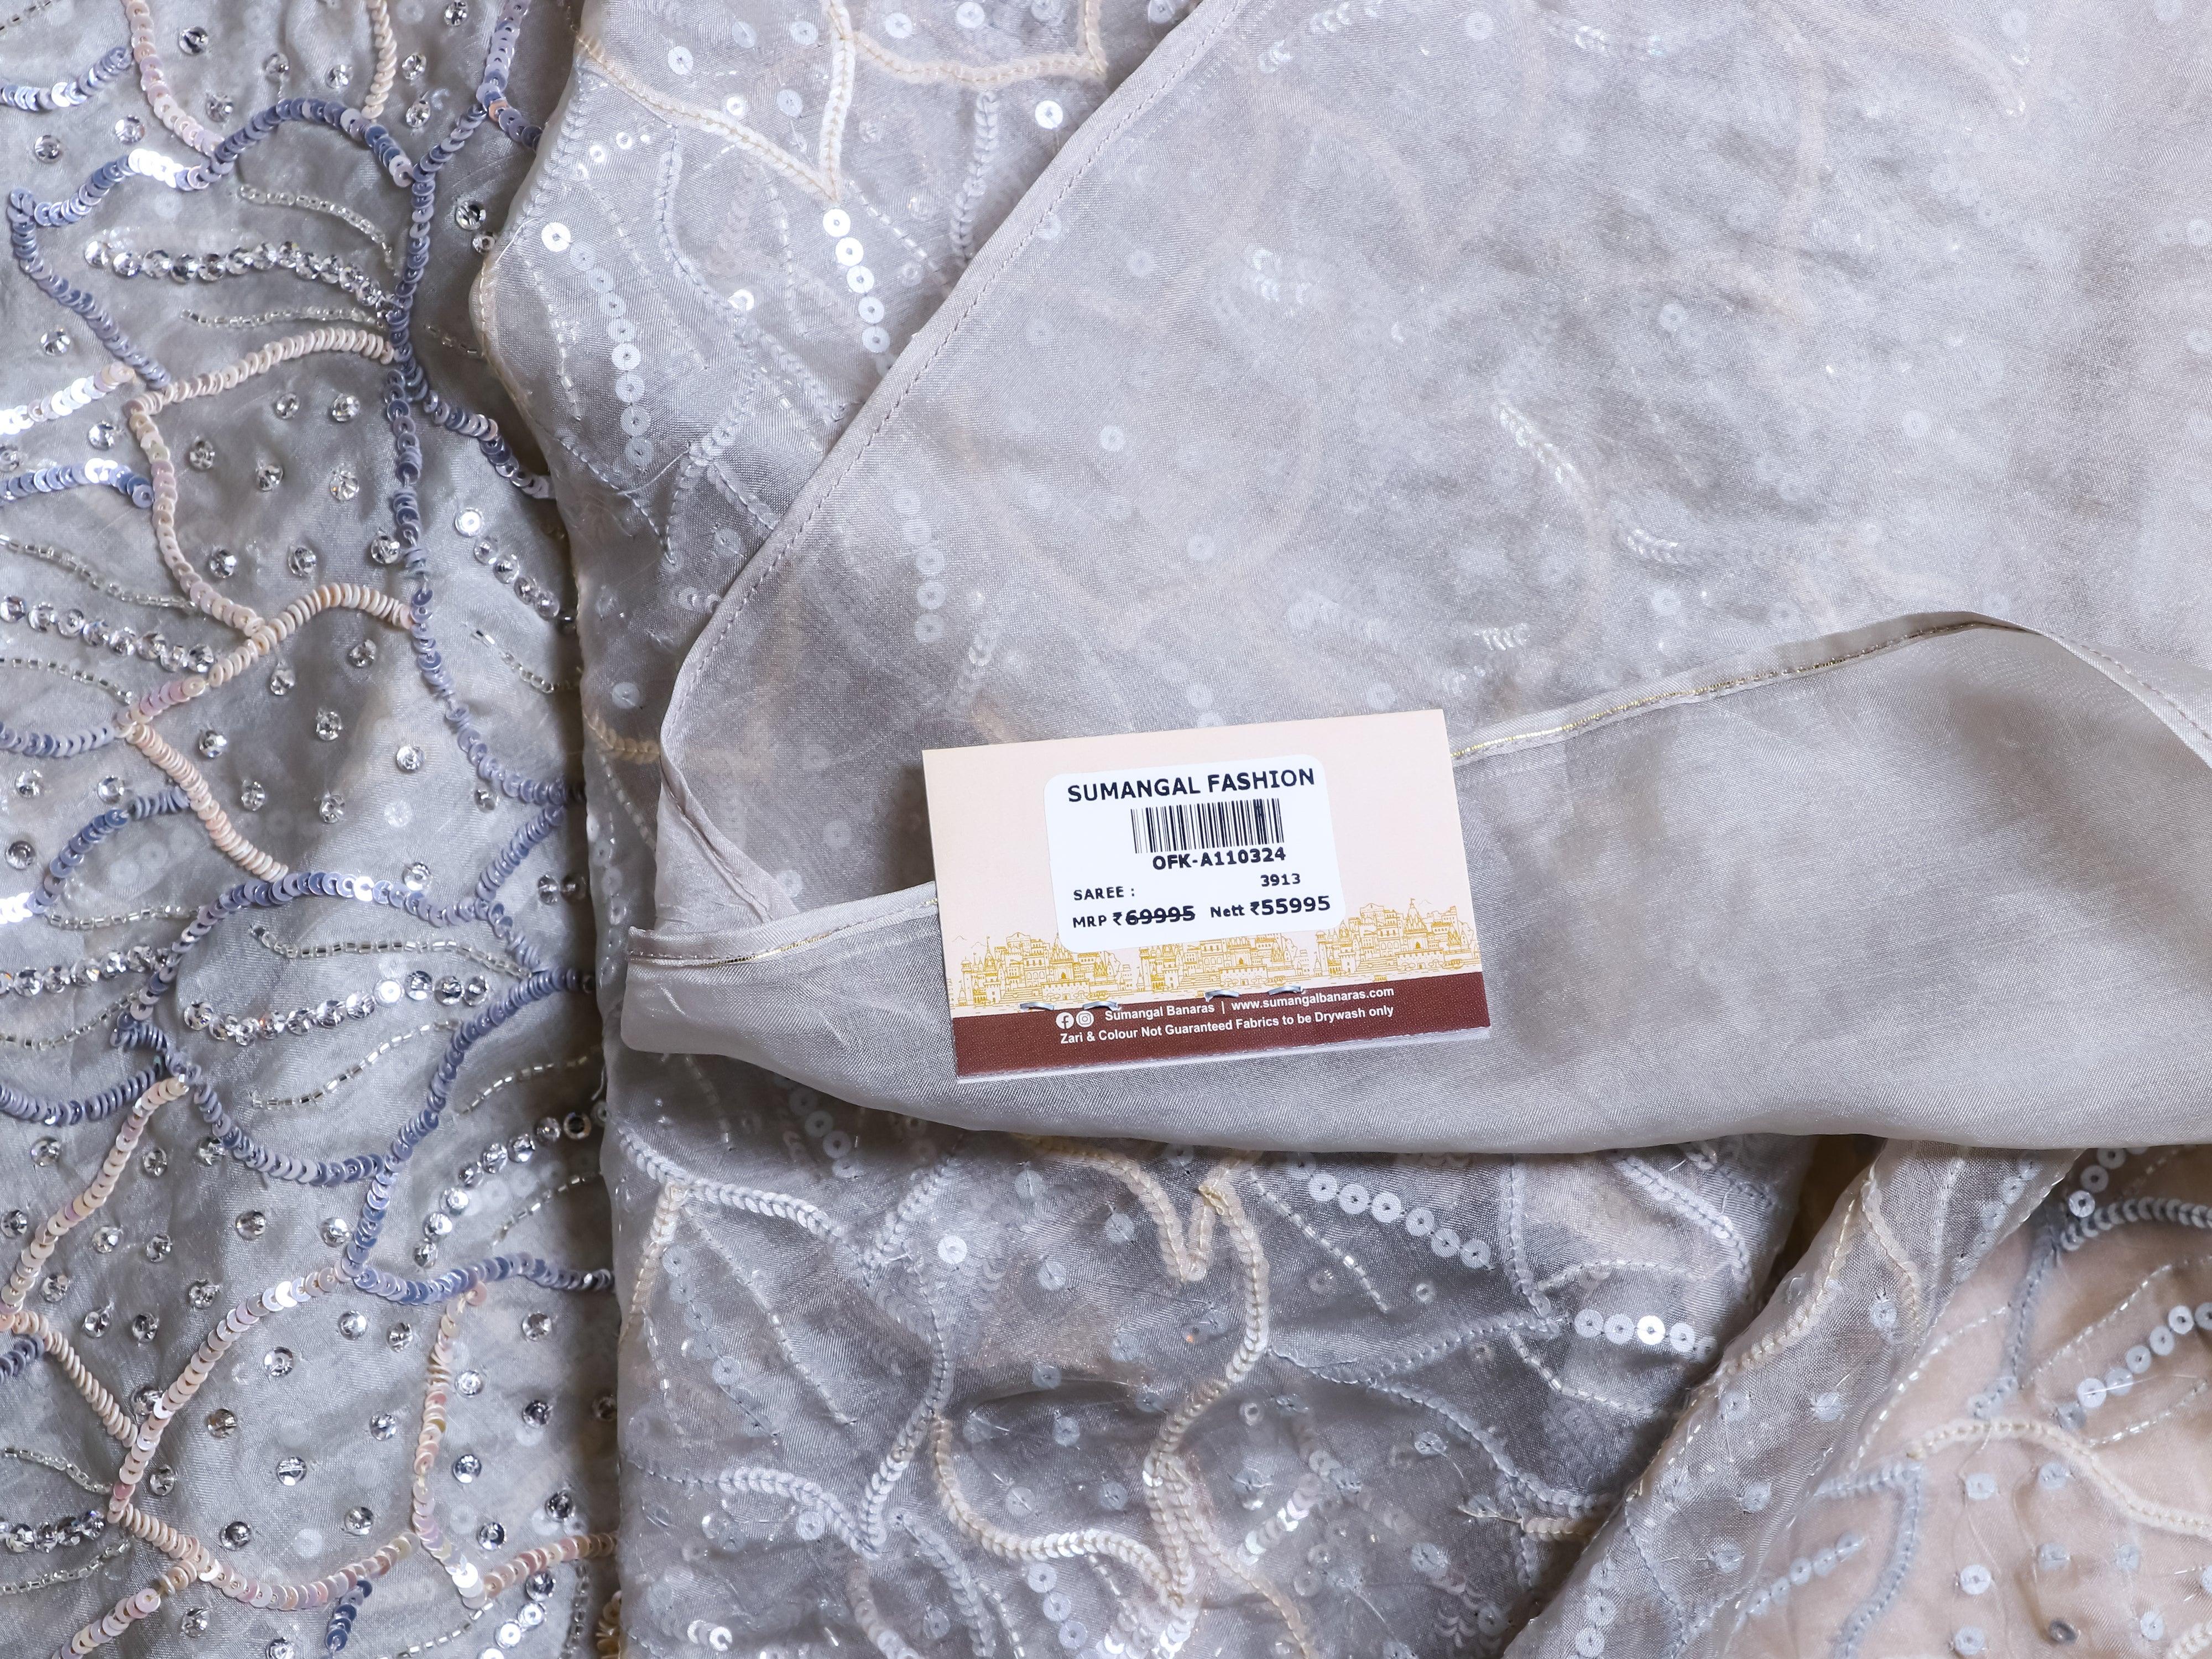 SUMANGAL FASHION
OFK-A110324
3913
SAREE :
MRP ₹69995 Nett ₹55995
Sumangal Banaras | www.sumangalbanaras.com
Zari & Colour Not Guaranteed Fabrics to be Drywash only